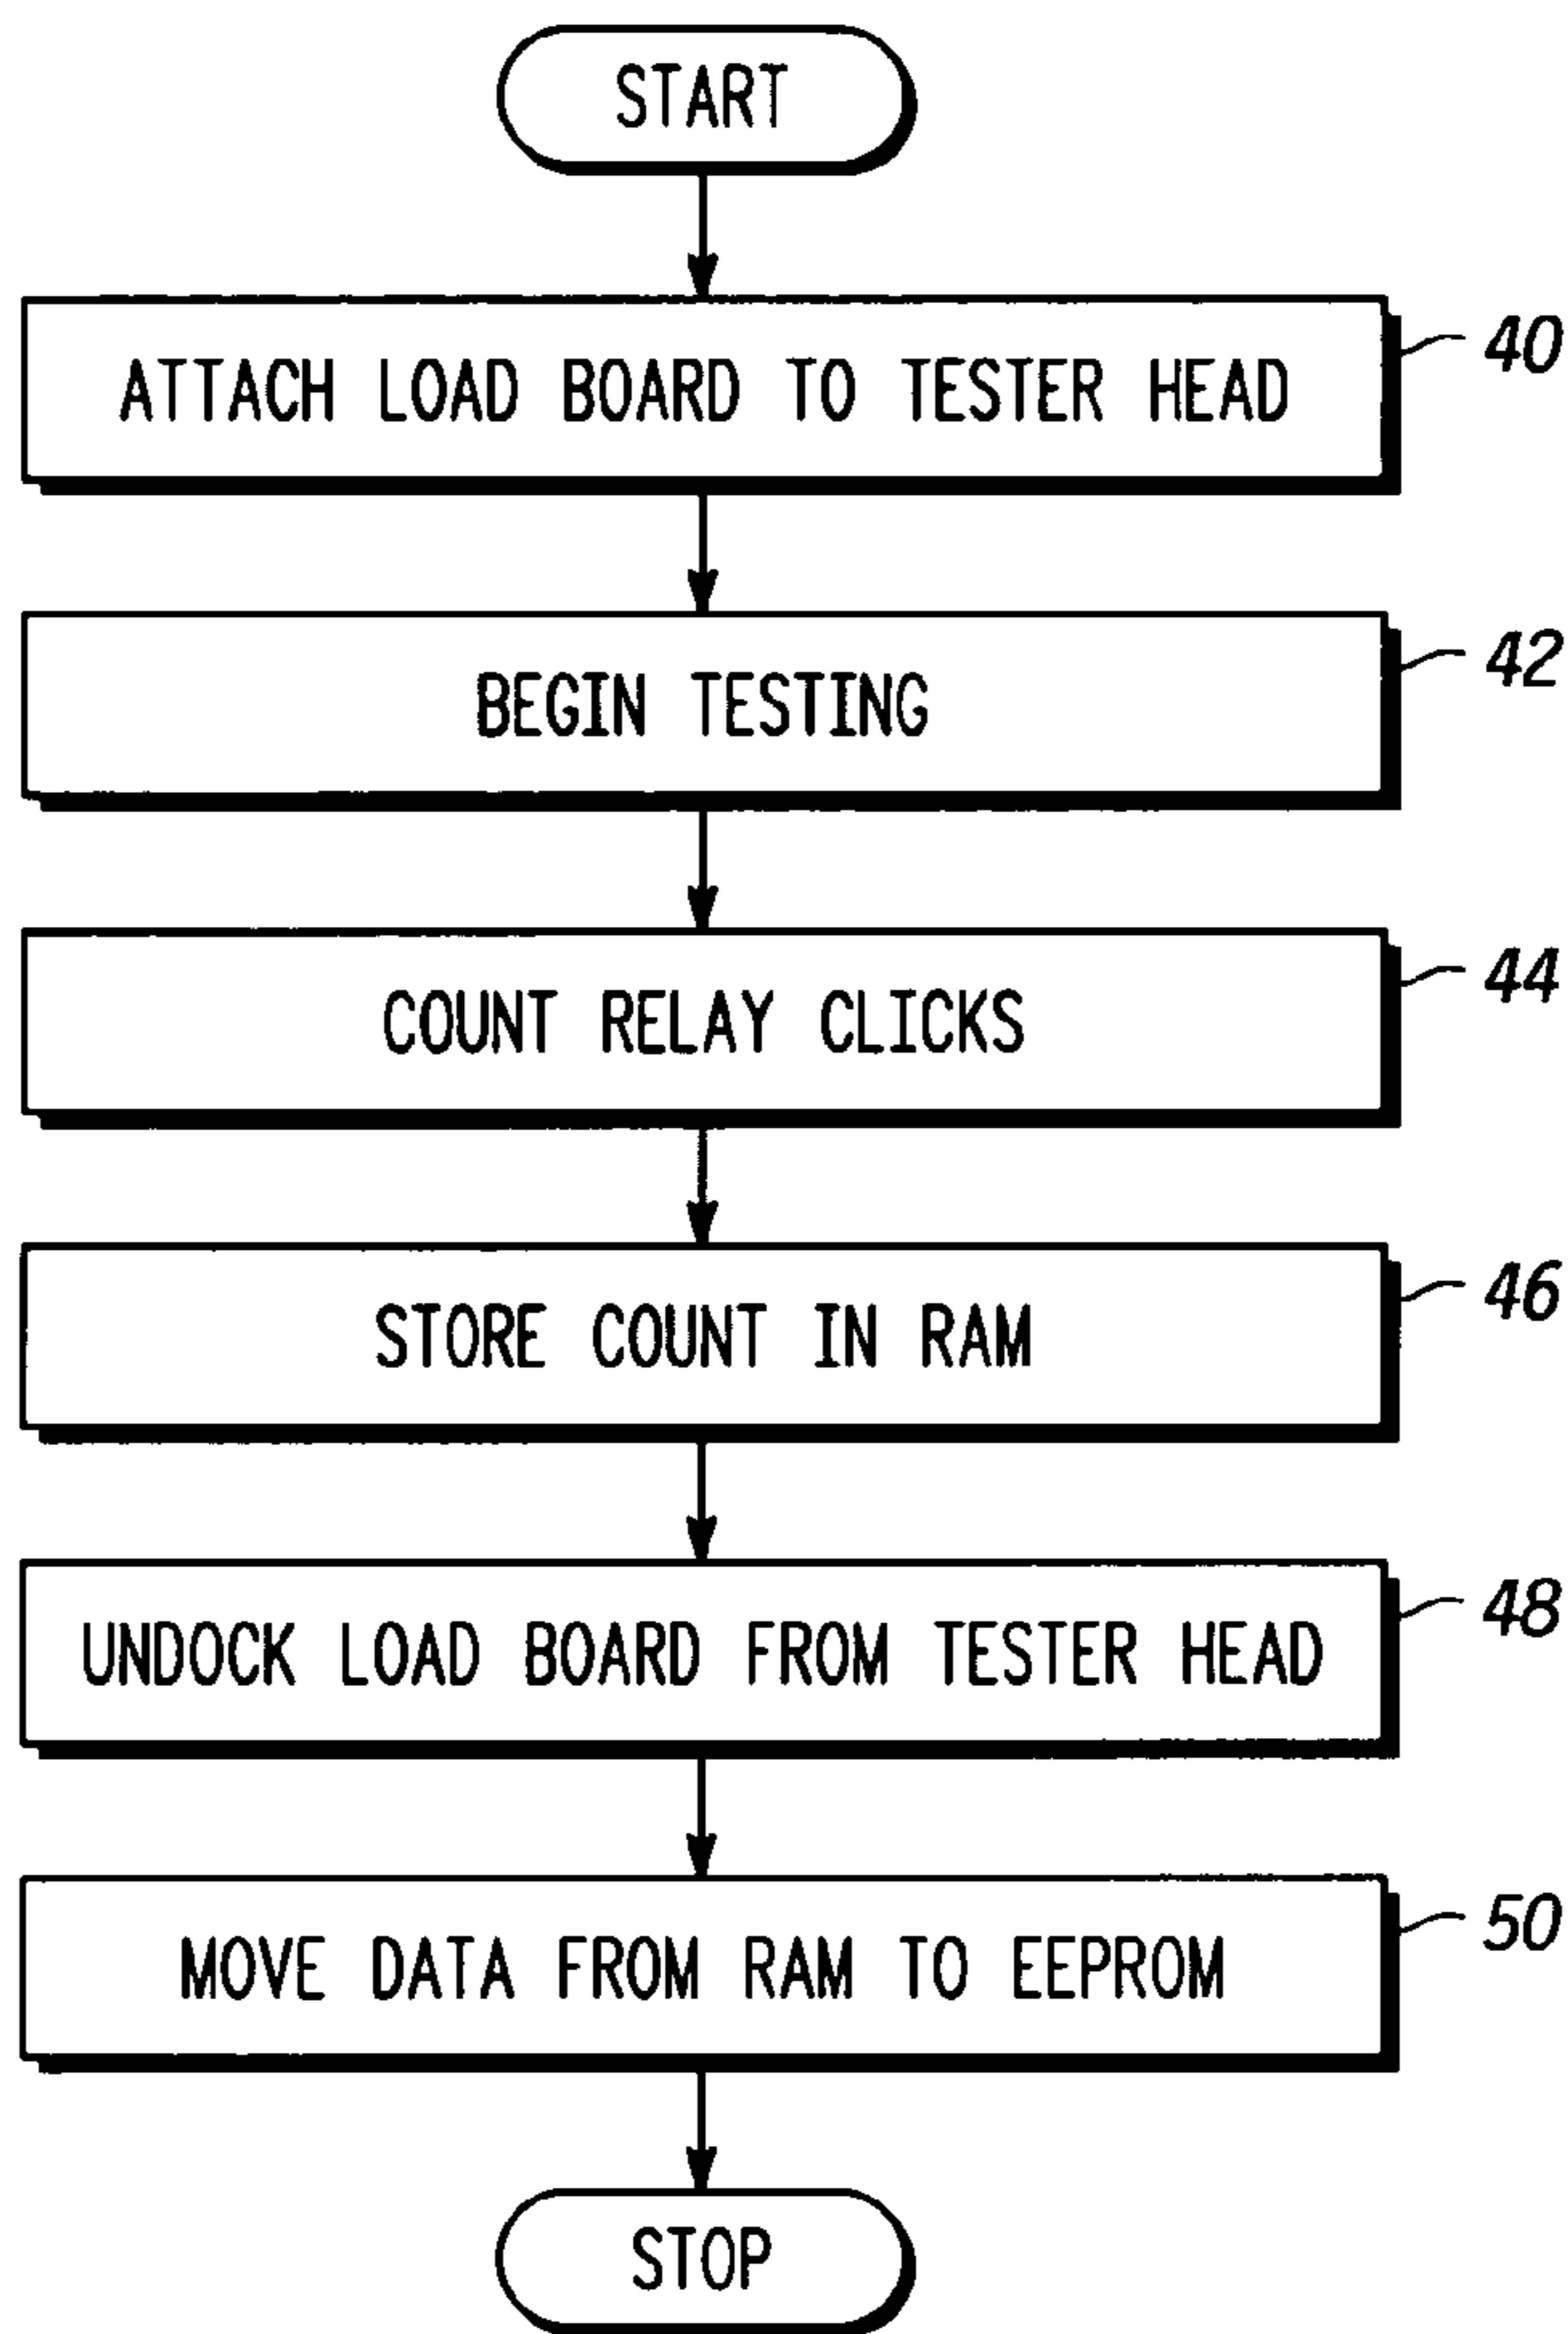 START
ATTACH LOAD BOARD TO TESTER HEAD
40
BEGIN TESTING
42
COUNT RELAY CLICKS
44
STORE COUNT IN RAM
46
UNDOCK LOAD BOARD FROM TESTER HEAD
48
MOVE DATA FROM RAM TO EEPROM
50
STOP